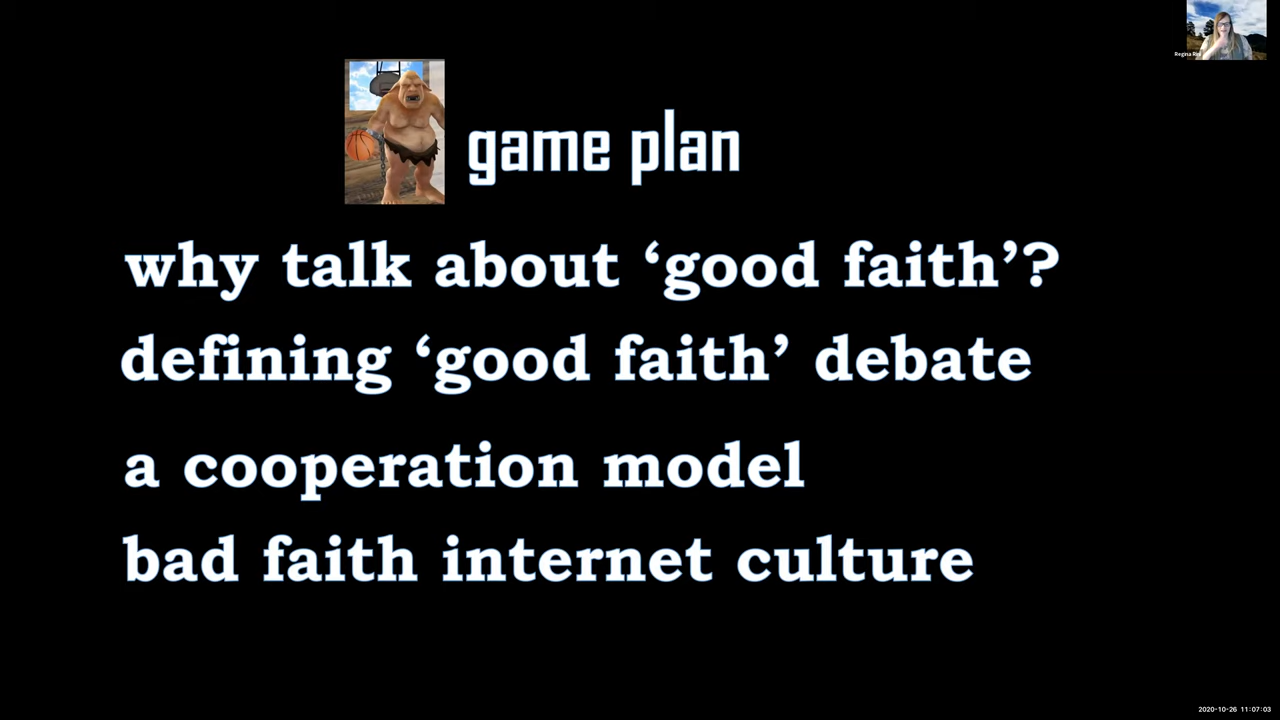 Regina
game plan
why talk about ‘good faith’?
defining ‘good faith’ debate
a cooperation model
bad faith internet culture
2020-10-26 11:07:03